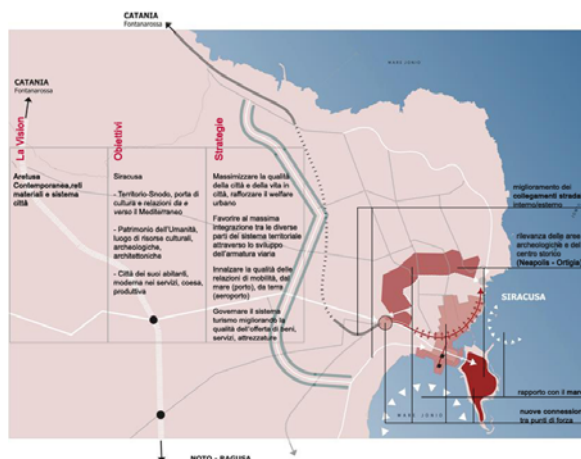 CATANIA
Fontanarossa
MARE JONIO
CATANIA
Fontanarossa
La Vision
Obiettivi
Strategie
Aretusa
Contemporanea,reti
materiali e sistema
città
Siracusa
- Territorio-Snodo, porta di
cultura e relazioni da e
verso il Mediterraneo
- Patrimonio dell'Umanità,
luogo di risorse culturali,
archeologiche,
architettoniche
- Città dei suoi abitanti,
moderna nei servizi, coesa,
produttiva
Massimizzare la qualità
della città e della vita in
città, rafforzare il welfare
urbano
Favorire al massima
integrazione tra le diverse
parti del sistema territoriale
attraverso lo sviluppo
dell'armatura viaria
Innalzare la qualità delle
relazioni di mobilità, dal
mare (porto), da terra
(aeroporto)
Governare il sistema
turismo migliorando la
qualità dell'offerta di beni,
servizi, attrezzature
miglioramento dei
collegamenti strada
interno/esterno
rilevanza delle aree
archeologiche e del
centro storico
(Neapolis - Ortigia)
SIRACUSA
rapporto con il mare
nuove connession
tra punti di forza
MARE JONIO
NOTO - RAGUSA